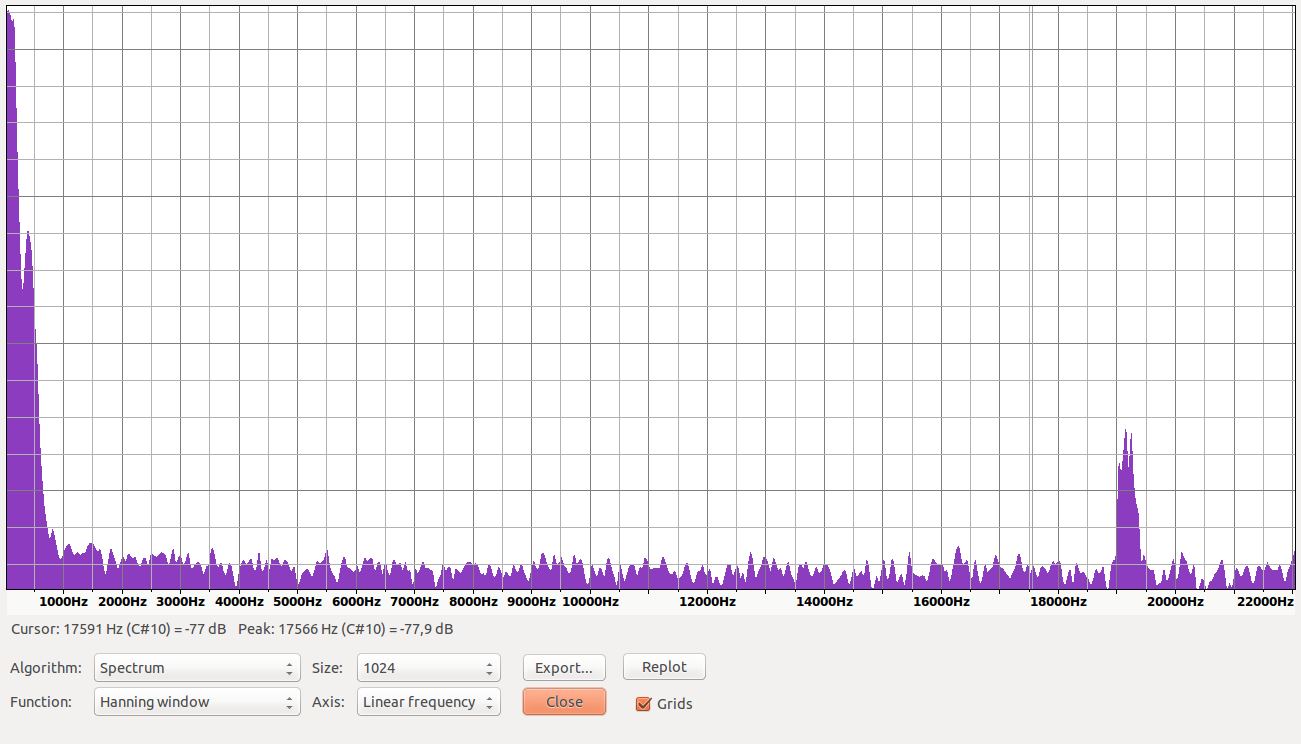 1000Hz 2000Hz 3000Hz 4000Hz 5000Hz 6000Hz 7000Hz 8000Hz 9000Hz 10000Hz 12000Hz 14000Hz 16000Hz 18000Hz 20000Hz 22000Hz
Cursor: 17591 Hz (C#10) = -77 dB Peak: 17566 Hz (C#10) = -77,9 dB
Algorithm: Spectrum Size: 1024 Export... Replot
Function: Hanning window Axis: Linear frequency Close Grids